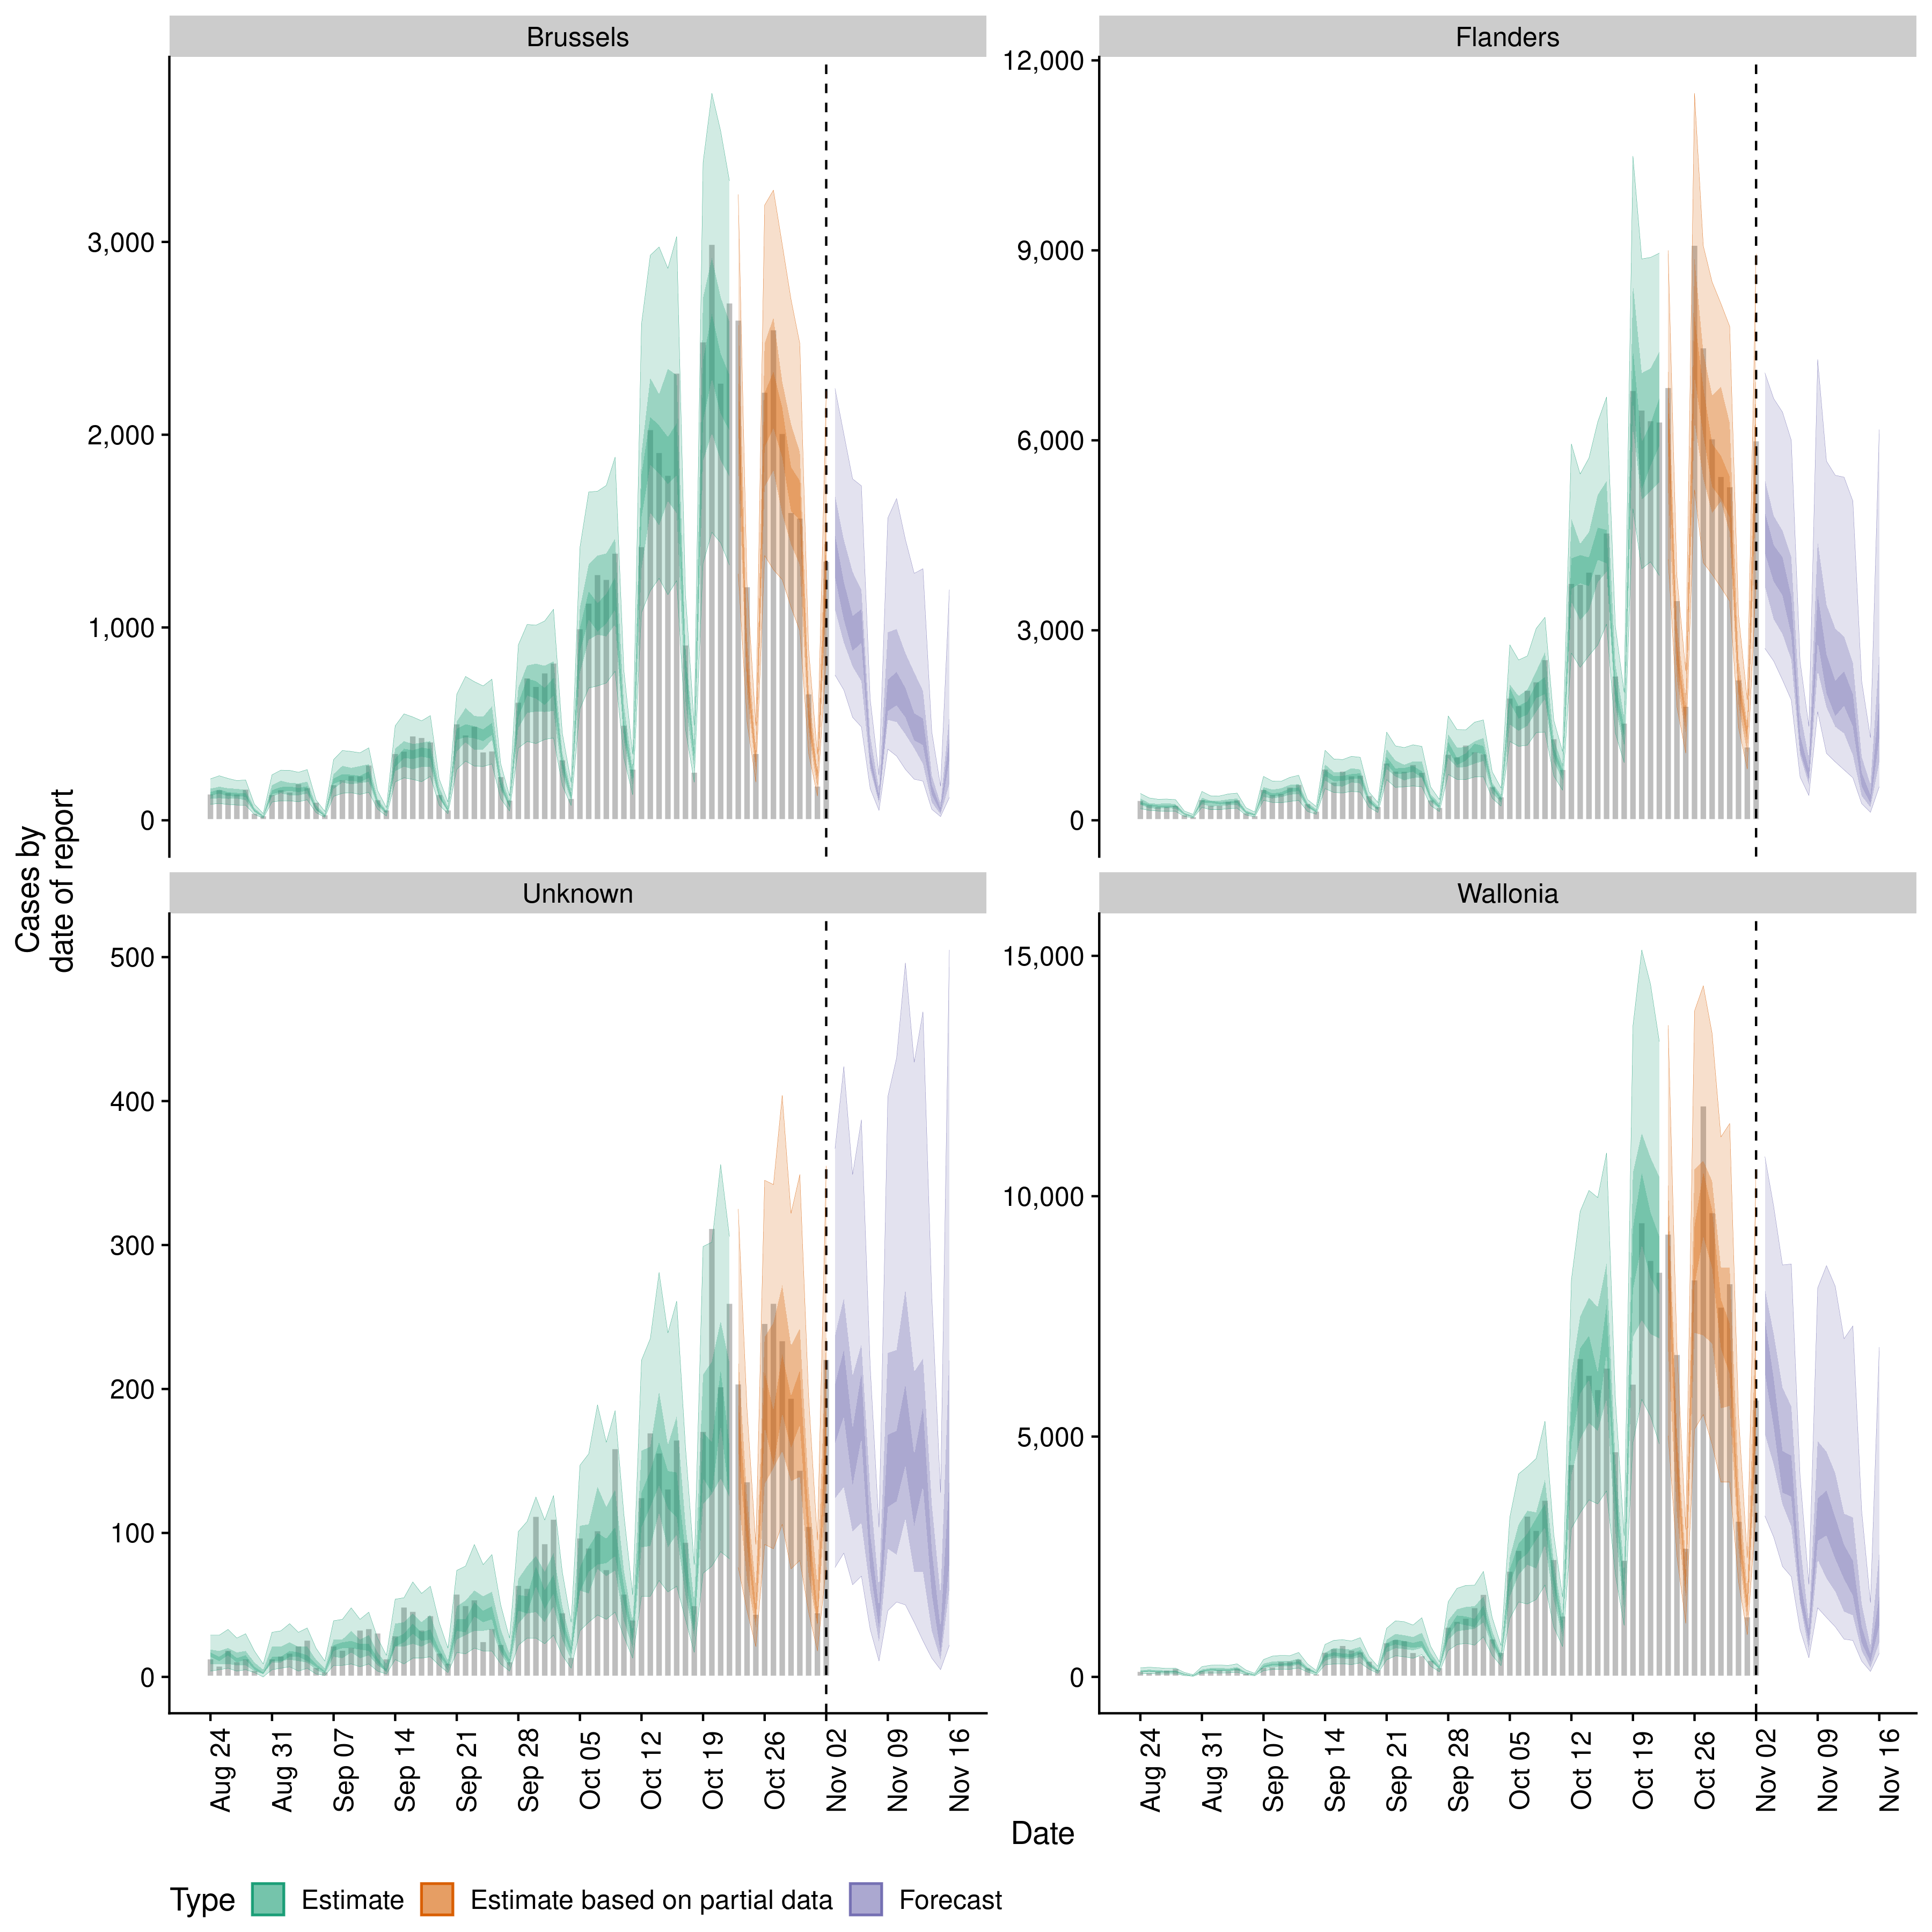 Brussels
Flanders
3,000
2,000
1,000
0
12,000
9,000
6,000
3,000
0
Unknown
Wallonia
500
400
300
200
100
0
15,000
10,000
5,000
0
Cases by
date of report
Aug 24
Aug 31
Sep 07
Sep 14
Sep 21
Sep 28
Oct 05
Oct 12
Oct 19
Oct 26
Nov 02
Nov 09
Nov 16
Aug 24
Aug 31
Sep 07
Sep 14
Sep 21
Sep 28
Oct 05
Oct 12
Oct 19
Oct 26
Nov 02
Nov 09
Nov 16
Date
Type Estimate Estimate based on partial data Forecast